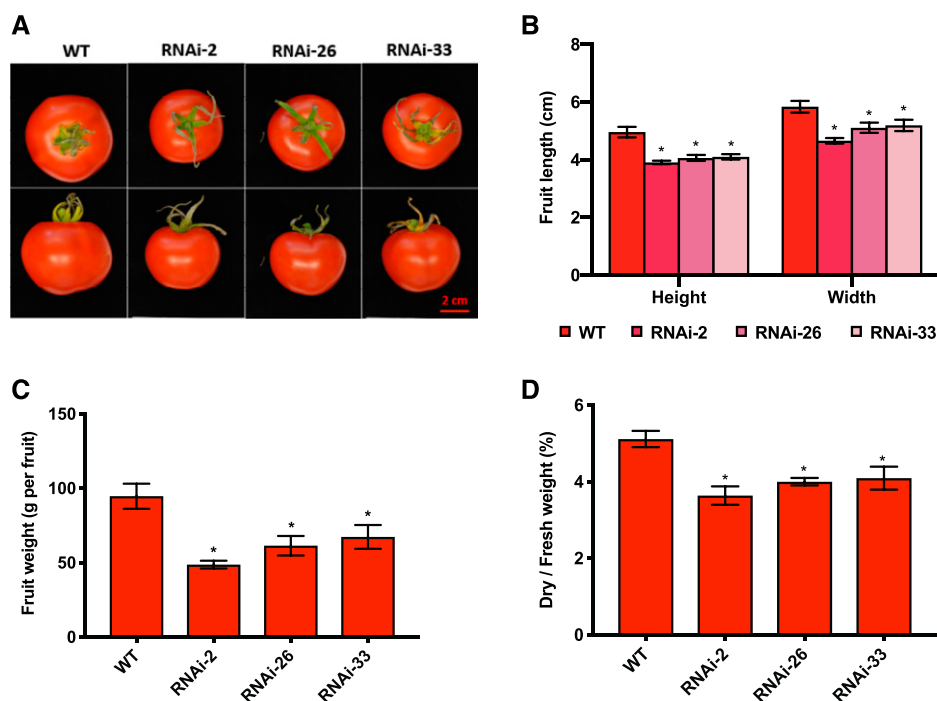 A
WT RNAi-2 RNAi-26 RNAi-33
2 cm
B
Fruit length (cm)
8
6
4
2
0
* * * * * *
Height Width
WT RNAi-2 RNAi-26 RNAi-33
C
Fruit weight (g per fruit)
150
100
50
0
* * *
WT RNAi-2 RNAi-26 RNAi-33
D
Dry / Fresh weight (%)
6
4
2
0
* * *
WT RNAi-2 RNAi-26 RNAi-33